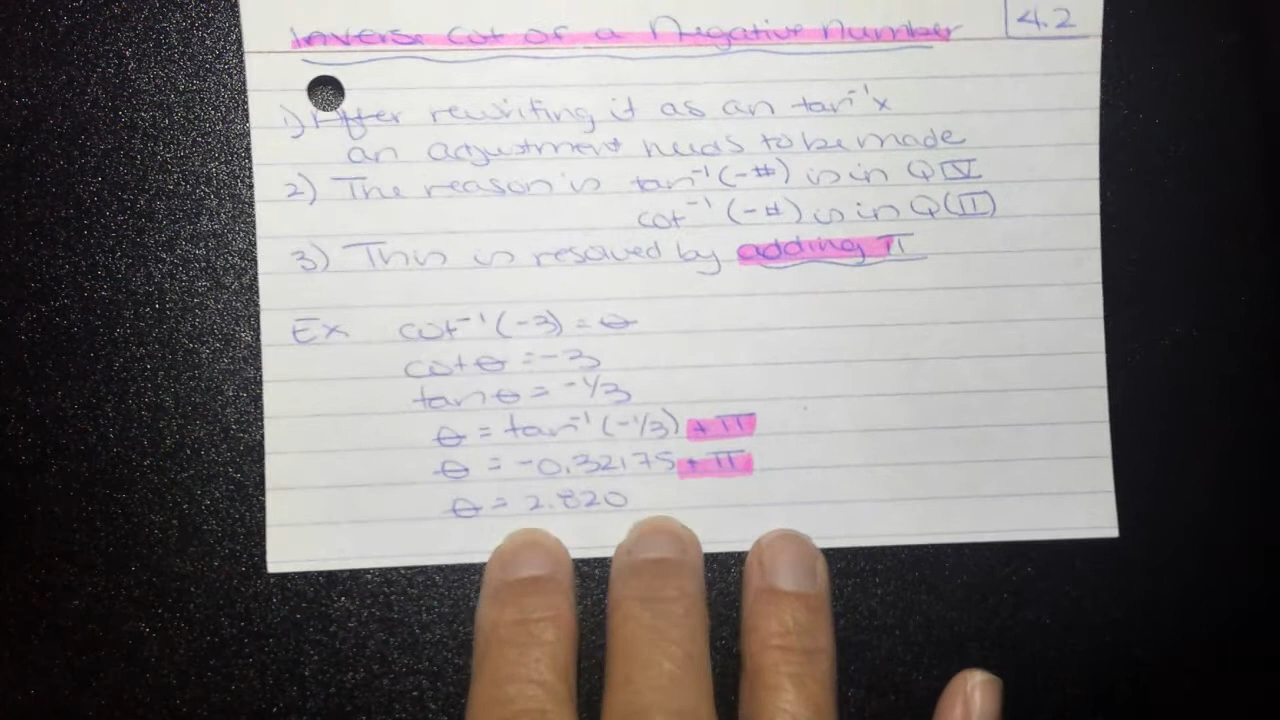 Inverse cot of a Negative Number 4.2
1) After rewriting it as an tan⁻¹x
an adjustment needs to be made
2) The reason is tan⁻¹(-#) is in Q IV
cot⁻¹(-#) is in Q(II)
3) This is resolved by adding π
Ex cot⁻¹(-3) = θ
cot θ = -3
tan θ = -1/3
θ = tan⁻¹(-1/3) + π
θ = -0.32175 + π
θ = 2.820